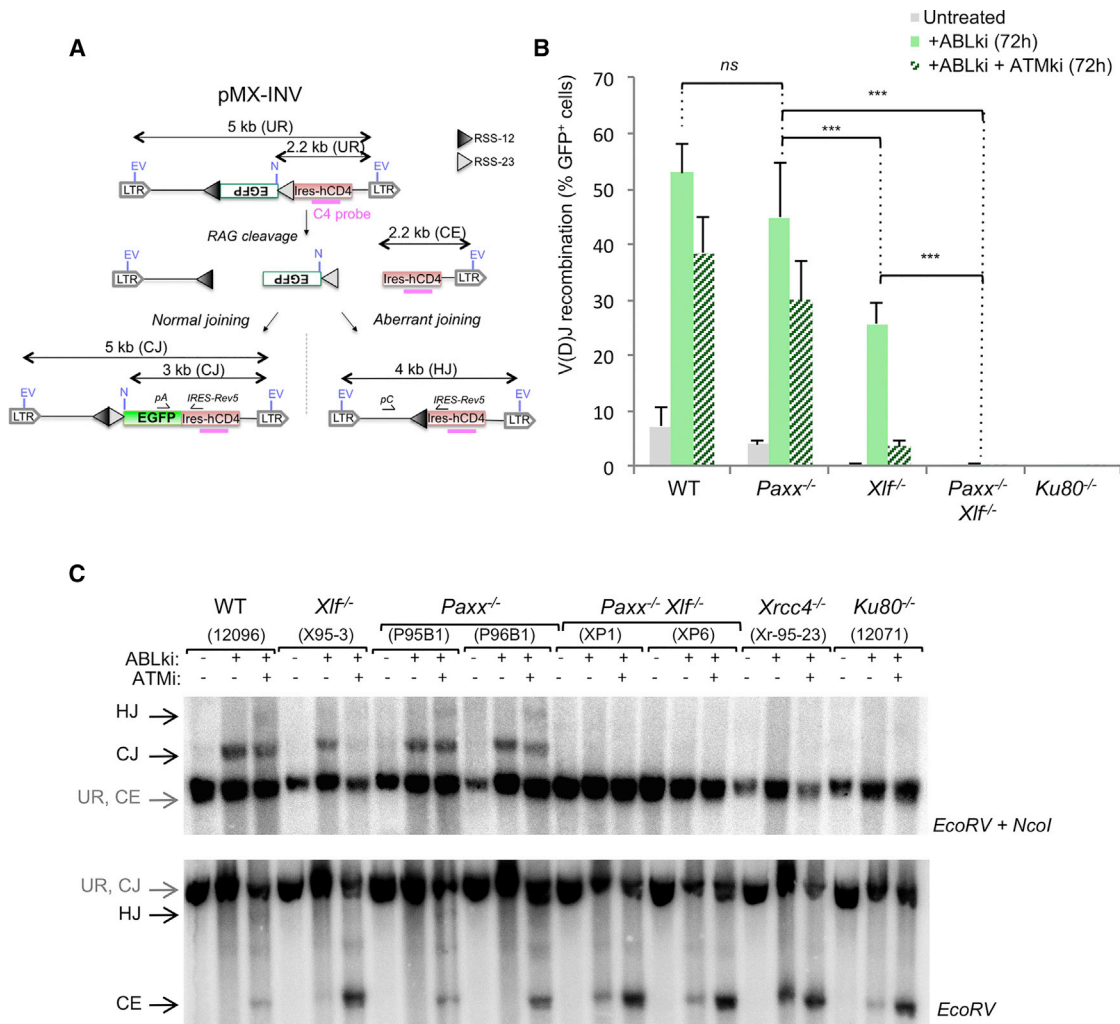 A
pMX-INV
5 kb (UR)
2.2 kb (UR)
EV
N
EV
LTR
EGFP
Ires-hCD4
LTR
C4 probe
RSS-12
RSS-23
RAG cleavage
2.2 kb (CE)
N
EV
LTR
EGFP
Ires-hCD4
LTR
Normal joining
Aberrant joining
5 kb (CJ)
3 kb (CJ)
4 kb (HJ)
EV
N
EV
EV
EV
pA
IRES-Rev5
pC
IRES-Rev5
LTR
EGFP
Ires-hCD4
LTR
LTR
Ires-hCD4
LTR
B
Untreated
+ABLki (72h)
+ABLki + ATMki (72h)
V(D)J recombination (% GFP+ cells)
70
60
50
40
30
20
10
0
ns
***
***
***
WT
Paxx-/-
Xlf-/-
Paxx-/-
Xlf-/-
Ku80-/-
C
WT
Xlf-/-
Paxx-/-
Paxx-/- Xlf-/-
Xrcc4-/-
Ku80-/-
(12096)
(X95-3)
(P95B1)
(P96B1)
(XP1)
(XP6)
(Xr-95-23)
(12071)
ABLki: - + + - + + - + + - + + - + + - + + - + + - + +
ATMi: - - + - - + - - + - - + - - + - - + - - + - - +
HJ
CJ
UR, CE
EcoRV + NcoI
UR, CJ
HJ
CE
EcoRV